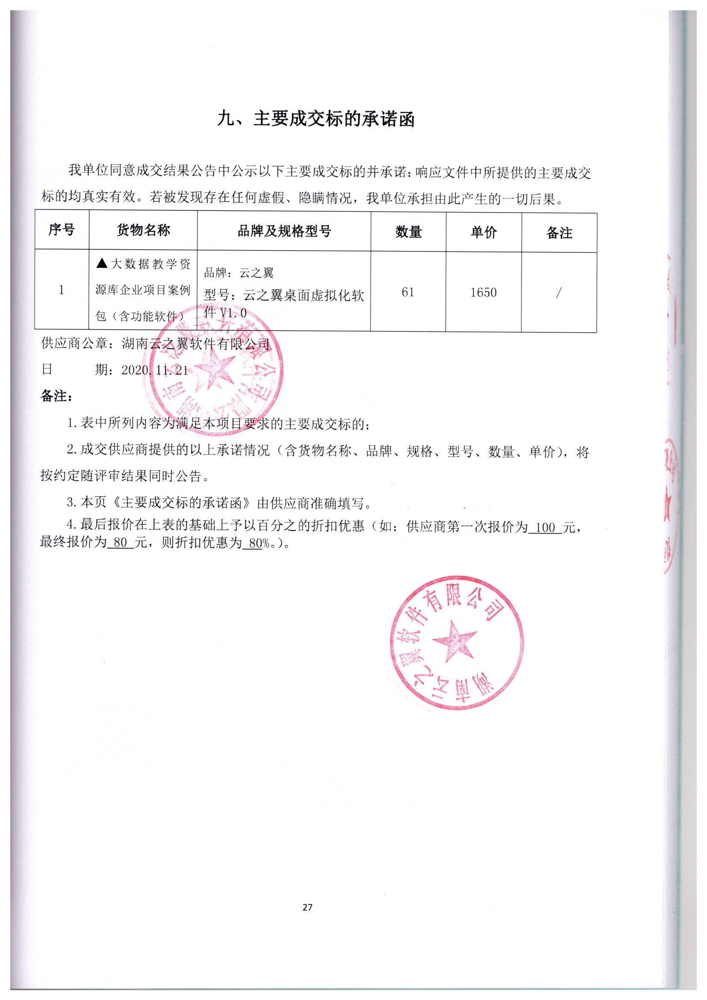 九、主要成交标的承诺函
我单位同意成交结果公告中公示以下主要成交标的并承诺：响应文件中所提供的主要成交
标的均真实有效。若被发现存在任何虚假、隐瞒情况，我单位承担由此产生的一切后果。
序号 货物名称 品牌及规格型号 数量 单价 备注
1 ▲大数据教学资源库企业项目案例包（含功能软件） 品牌：云之翼 型号：云之翼桌面虚拟化软件 V1.0 61 1650 /
供应商公章：湖南云之翼软件有限公司
日 期：2020.11.21
备注：
1.表中所列内容为满足本项目要求的主要成交标的；
2.成交供应商提供的以上承诺情况（含货物名称、品牌、规格、型号、数量、单价），将
按约定随评审结果同时公告。
3.本页《主要成交标的承诺函》由供应商准确填写。
4.最后报价在上表的基础上予以百分之的折扣优惠（如：供应商第一次报价为 100 元，
最终报价为 80 元，则折扣优惠为 80%。）。
湖南云之翼软件有限公司
27